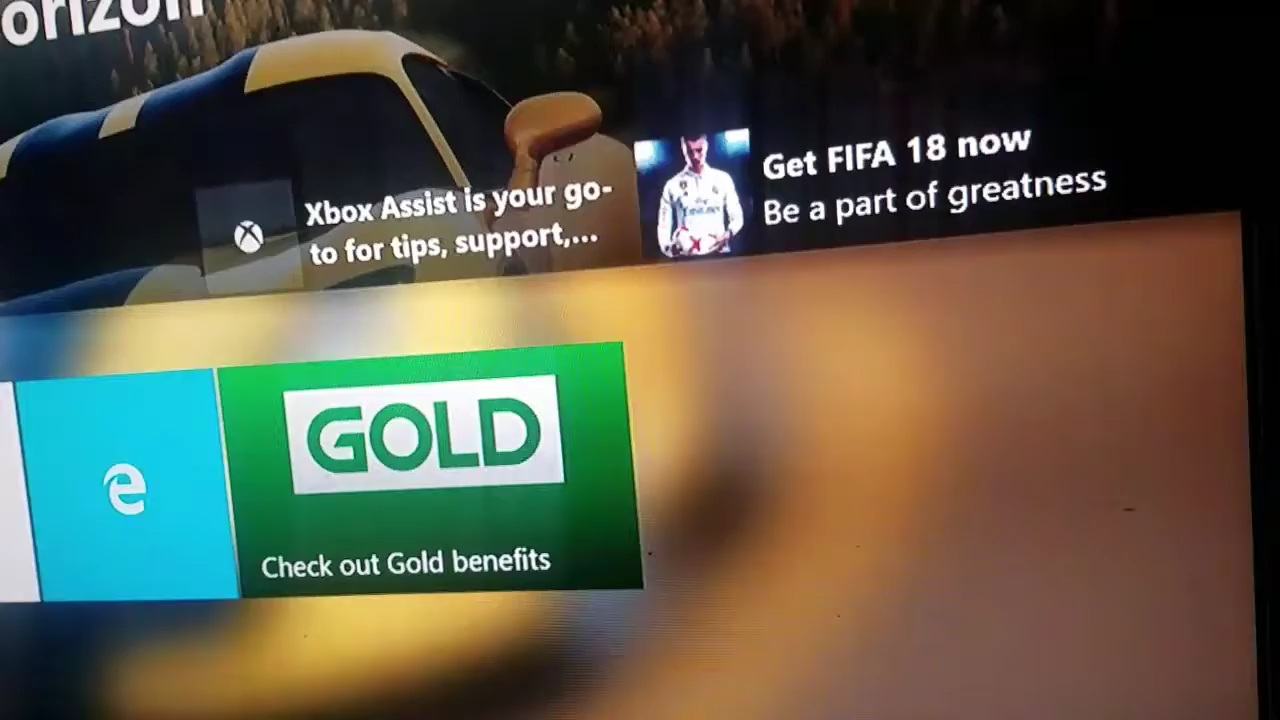 orizon
Xbox Assist is your go-
to for tips, support,...
Get FIFA 18 now
Be a part of greatness
GOLD
Check out Gold benefits